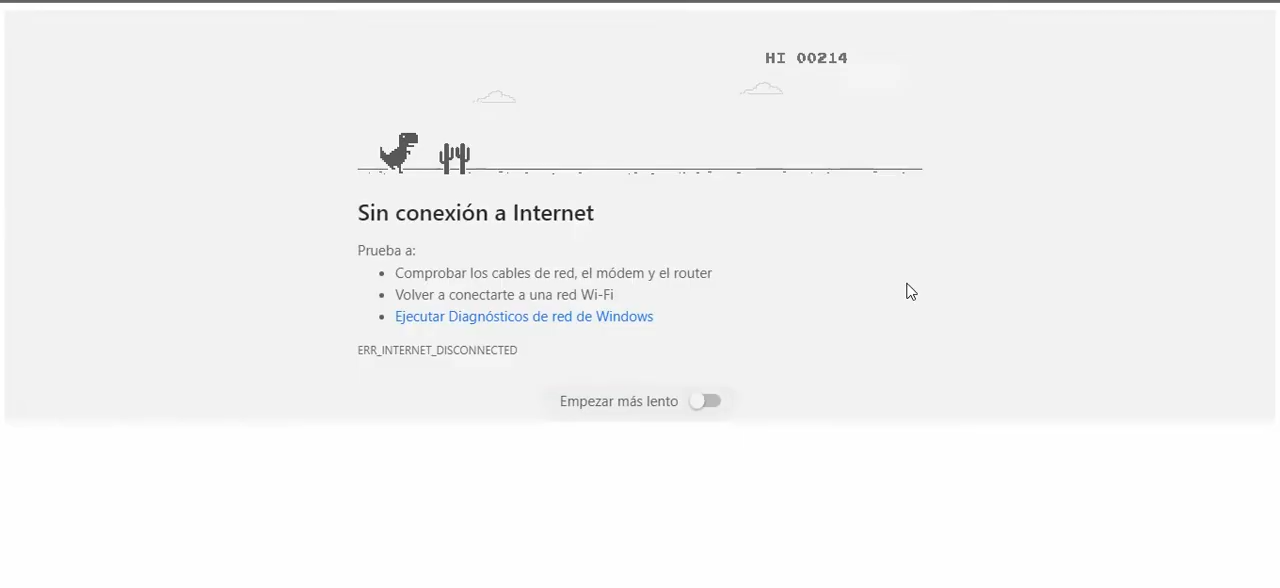 HI 00214
Sin conexión a Internet
Prueba a:
Comprobar los cables de red, el módem y el router
Volver a conectarte a una red Wi-Fi
Ejecutar Diagnósticos de red de Windows
ERR_INTERNET_DISCONNECTED
Empezar más lento